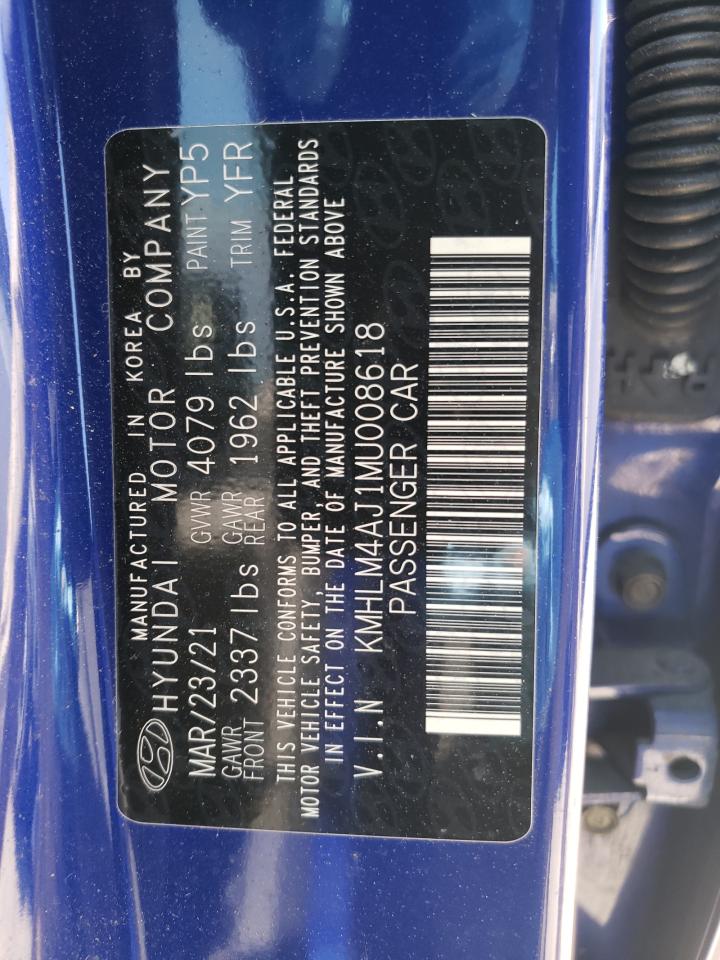 MANUFACTURED IN KOREA BY
HYUNDAI MOTOR COMPANY
MAR/23/21 GVWR 4079 lbs PAINT YP5
GAWR FRONT 2337 lbs GAWR REAR 1962 lbs TRIM YFR
THIS VEHICLE CONFORMS TO ALL APPLICABLE U.S.A. FEDERAL
MOTOR VEHICLE SAFETY, BUMPER, AND THEFT PREVENTION STANDARDS
IN EFFECT ON THE DATE OF MANUFACTURE SHOWN ABOVE
V.I.N KMHLM4AJ1MU008618
PASSENGER CAR